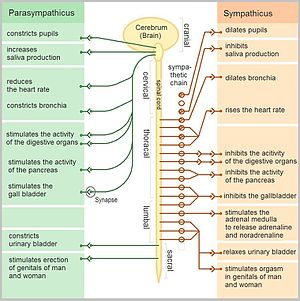 Parasympathicus
constricts pupils
increases
saliva production
reduces
the heart rate
constricts bronchia
stimulates the activity
of the digestive organs
stimulates the activity
of the pancreas
stimulates the
gall bladder
Synapse
constricts
urinary bladder
stimulates erection
of genitals of man
and woman
Cerebrum
(Brain)
cranial
cervical
spinal cord
thoracal
lumbal
sacral
sympa-
thetic
chain
Sympathicus
dilates pupils
inhibits
saliva production
dilates bronchia
rises the heart rate
inhibits the acitivity
of the digestive organs
inhibits the activity
of the pancreas
inhibits the gallbladder
stimulates the
adrenal medulla
to release adrenaline
and noradrenaline
relaxes urinary bladder
stimulates orgasm
in genitals of man
and woman